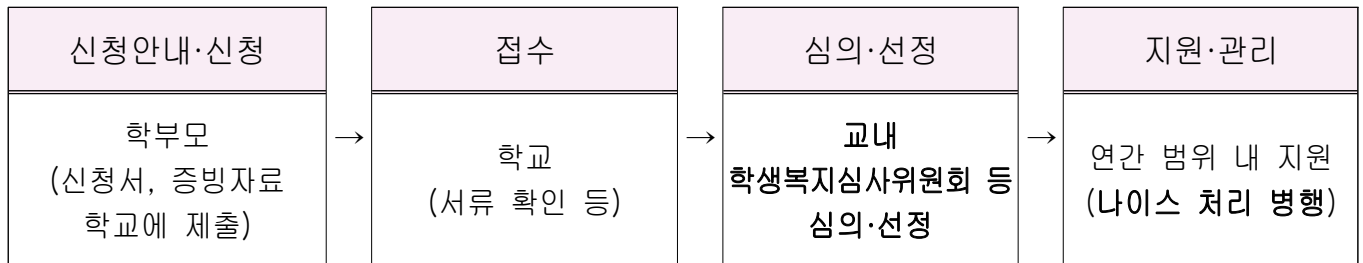 신청안내·신청
학부모
(신청서, 증빙자료
학교에 제출)
→
접수
학교
(서류 확인 등)
→
심의·선정
교내
학생복지심사위원회 등
심의·선정
→
지원·관리
연간 범위 내 지원
(나이스 처리 병행)